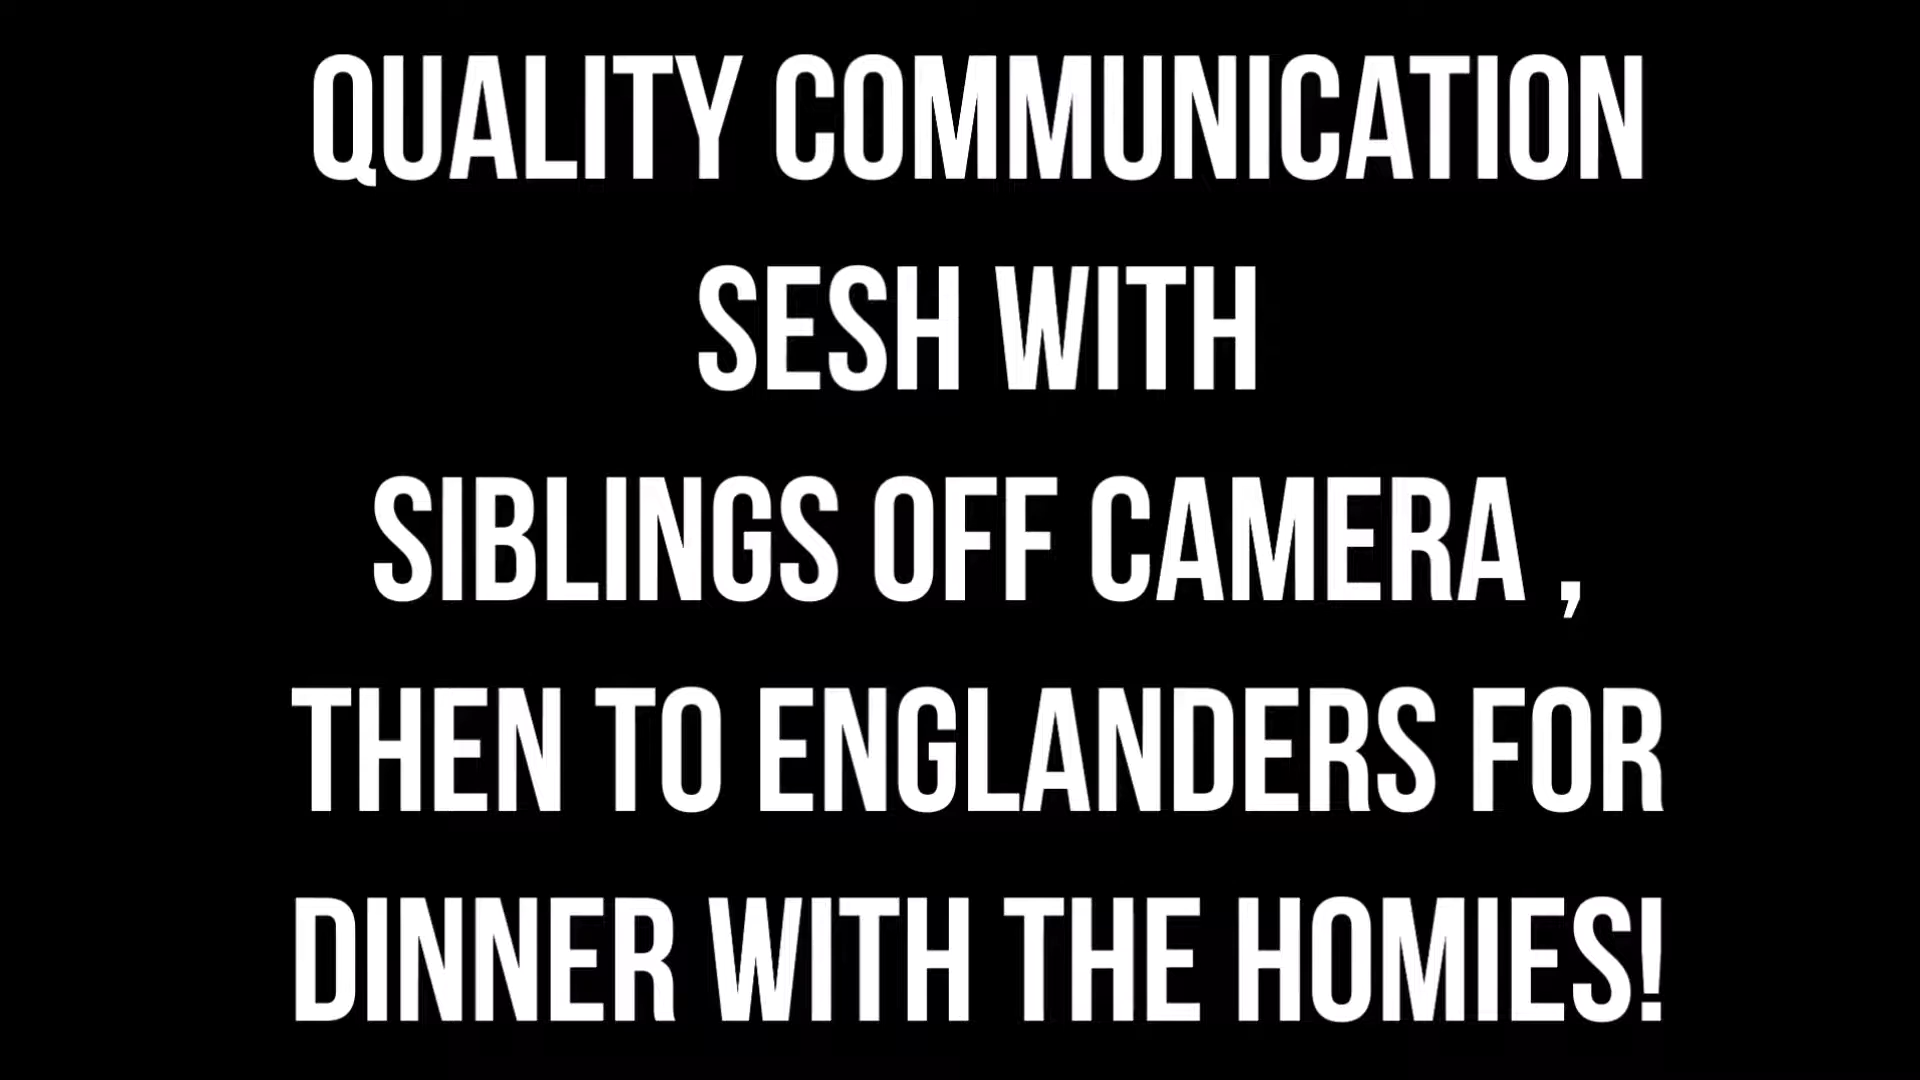 QUALITY COMMUNICATION
SESH WITH
SIBLINGS OFF CAMERA ,
THEN TO ENGLANDERS FOR
DINNER WITH THE HOMIES!